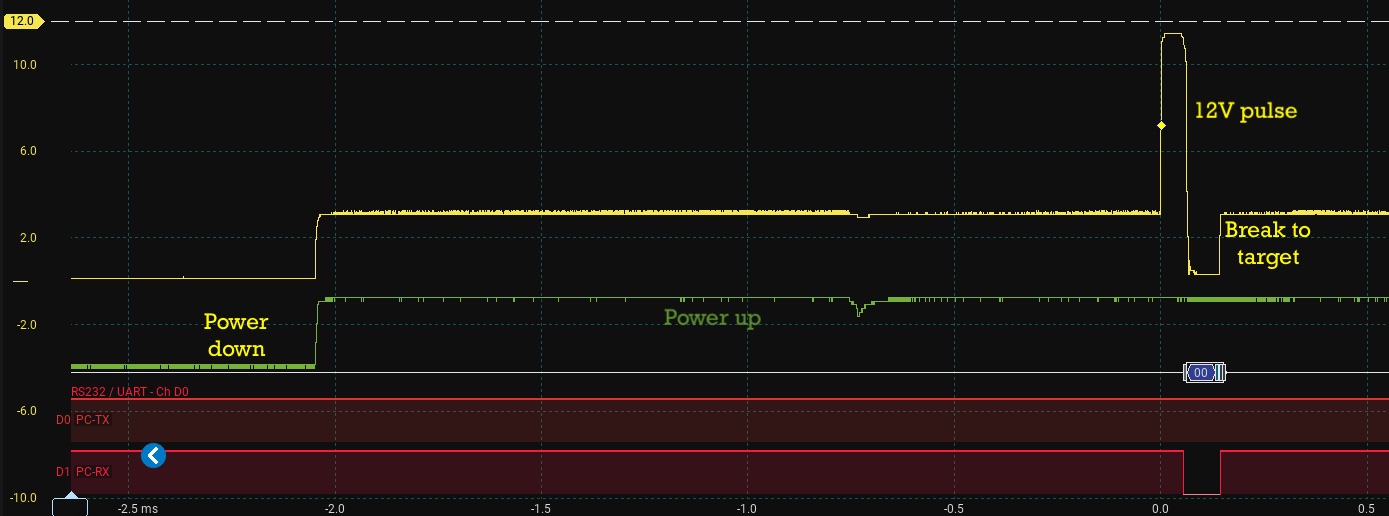 12.0
10.0
12V pulse
6.0
2.0
Break to
target
Power
down
-2.0
Power up
00
RS232 / UART - Ch D0
-6.0
D0 PC-TX
D1 PC-RX
-10.0
-2.5 ms
-2.0
-1.5
-1.0
-0.5
0.0
0.5